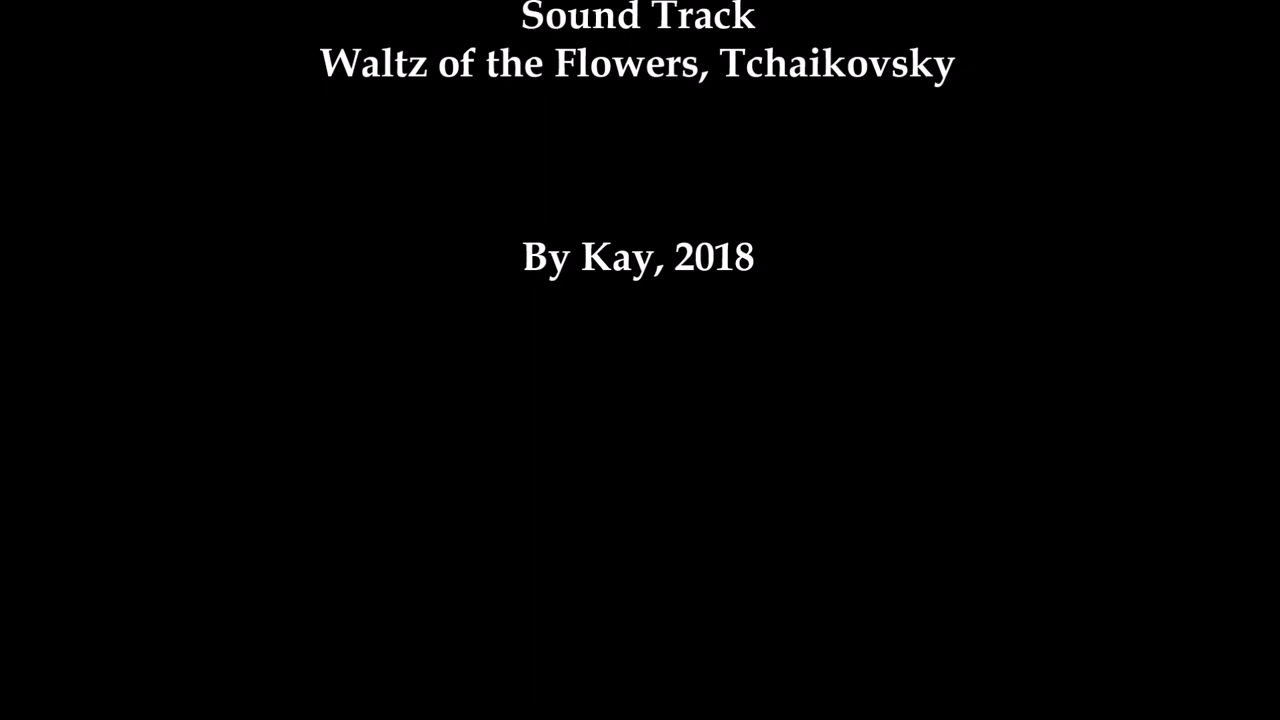 Sound Track
Waltz of the Flowers, Tchaikovsky
By Kay, 2018